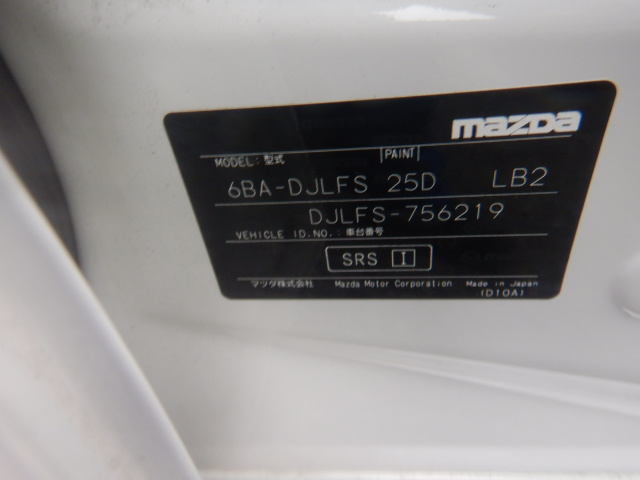 mazda
MODEL: 型式 PAINT
6BA-DJLFS 25D LB2
DJLFS-756219
VEHICLE ID.NO.: 車台番号
SRS I
マツダ株式会社 Mazda Motor Corporation Made in Japan
(D10A)